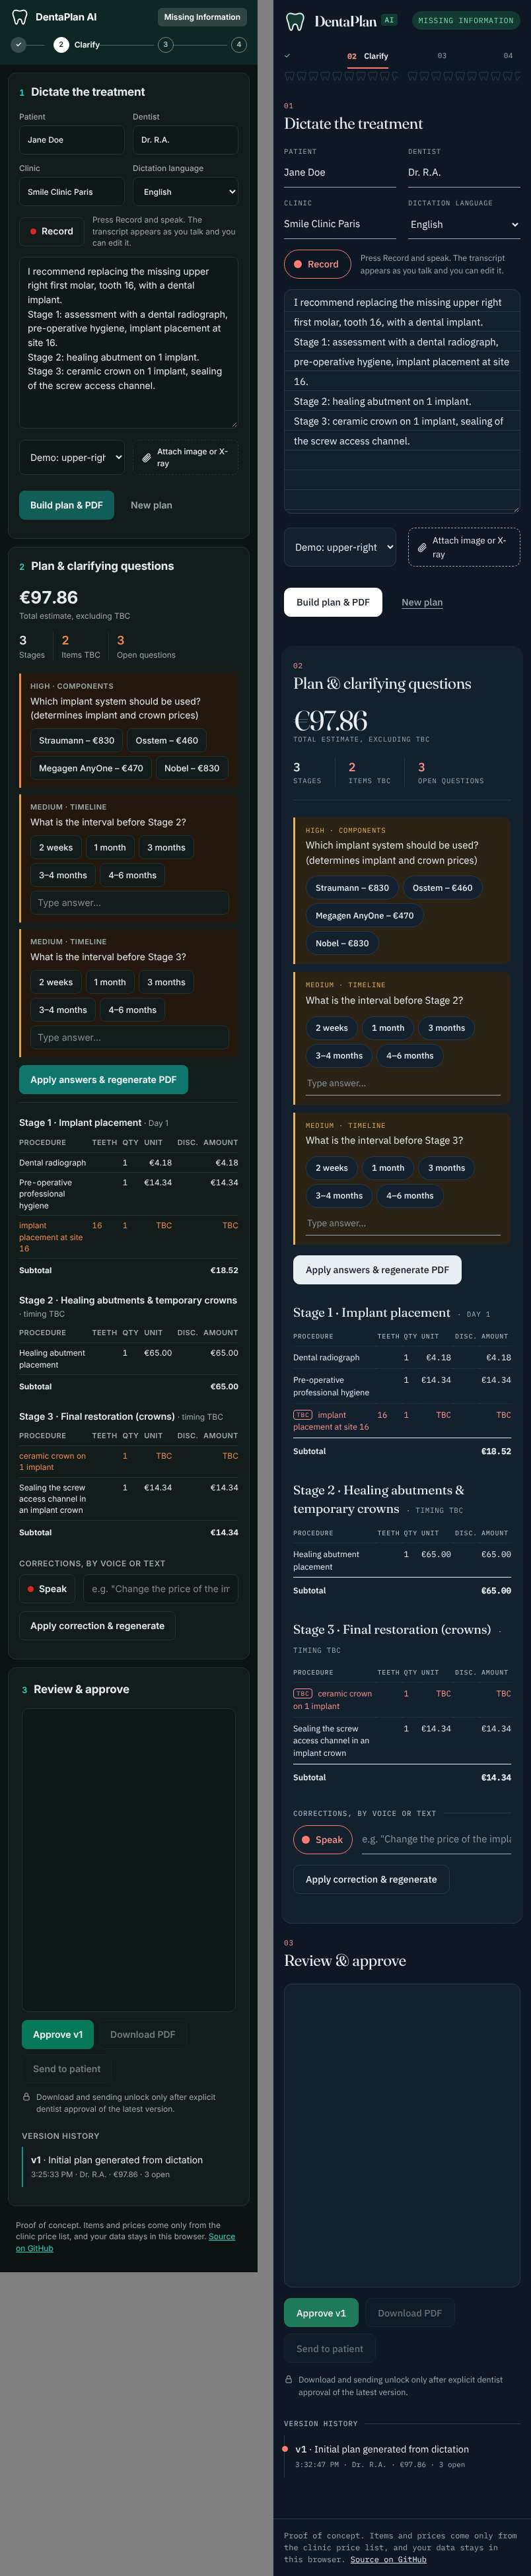 DentaPlan AI
Missing Information
2 Clarify
3
4
1 Dictate the treatment
Patient
Dentist
Jane Doe
Dr. R.A.
Clinic
Dictation language
Smile Clinic Paris
English
Record
Press Record and speak. The
transcript appears as you talk and you
can edit it.
I recommend replacing the missing upper
right first molar, tooth 16, with a dental
implant.
Stage 1: assessment with a dental radiograph,
pre-operative hygiene, implant placement at
site 16.
Stage 2: healing abutment on 1 implant.
Stage 3: ceramic crown on 1 implant, sealing
of the screw access channel.
Demo: upper-righ
Attach image or X-
ray
Build plan & PDF
New plan
2 Plan & clarifying questions
€97.86
Total estimate, excluding TBC
3
2
3
Stages
Items TBC
Open questions
HIGH · COMPONENTS
Which implant system should be used?
(determines implant and crown prices)
Straumann – €830
Osstem – €460
Megagen AnyOne – €470
Nobel – €830
MEDIUM · TIMELINE
What is the interval before Stage 2?
2 weeks
1 month
3 months
3–4 months
4–6 months
Type answer...
MEDIUM · TIMELINE
What is the interval before Stage 3?
2 weeks
1 month
3 months
3–4 months
4–6 months
Type answer...
Apply answers & regenerate PDF
Stage 1 · Implant placement · Day 1
PROCEDURE TEETH QTY UNIT DISC. AMOUNT
Dental radiograph 1 €4.18 €4.18
Pre-operative 1 €14.34 €14.34
professional
hygiene
implant 16 1 TBC TBC
placement at site
16
Subtotal €18.52
Stage 2 · Healing abutments & temporary crowns
· timing TBC
PROCEDURE TEETH QTY UNIT DISC. AMOUNT
Healing abutment 1 €65.00 €65.00
placement
Subtotal €65.00
Stage 3 · Final restoration (crowns) · timing TBC
PROCEDURE TEETH QTY UNIT DISC. AMOUNT
ceramic crown on 1 TBC TBC
1 implant
Sealing the screw 1 €14.34 €14.34
access channel in
an implant crown
Subtotal €14.34
CORRECTIONS, BY VOICE OR TEXT
Speak
e.g. "Change the price of the im
Apply correction & regenerate
3 Review & approve
Approve v1
Download PDF
Send to patient
Download and sending unlock only after explicit
dentist approval of the latest version.
VERSION HISTORY
v1 · Initial plan generated from dictation
3:25:33 PM · Dr. R.A. · €97.86 · 3 open
Proof of concept. Items and prices come only from the
clinic price list, and your data stays in this browser. Source
on GitHub
DentaPlan AI
MISSING INFORMATION
02 Clarify
03
04
01
Dictate the treatment
PATIENT
DENTIST
Jane Doe
Dr. R.A.
CLINIC
DICTATION LANGUAGE
Smile Clinic Paris
English
Record
Press Record and speak. The transcript
appears as you talk and you can edit it.
I recommend replacing the missing upper right
first molar, tooth 16, with a dental implant.
Stage 1: assessment with a dental radiograph,
pre-operative hygiene, implant placement at site
16.
Stage 2: healing abutment on 1 implant.
Stage 3: ceramic crown on 1 implant, sealing of
the screw access channel.
Demo: upper-right
Attach image or X-
ray
Build plan & PDF
New plan
02
Plan & clarifying questions
€97.86
TOTAL ESTIMATE, EXCLUDING TBC
3
2
3
STAGES
ITEMS TBC
OPEN QUESTIONS
HIGH · COMPONENTS
Which implant system should be used?
(determines implant and crown prices)
Straumann – €830
Osstem – €460
Megagen AnyOne – €470
Nobel – €830
MEDIUM · TIMELINE
What is the interval before Stage 2?
2 weeks
1 month
3 months
3–4 months
4–6 months
Type answer...
MEDIUM · TIMELINE
What is the interval before Stage 3?
2 weeks
1 month
3 months
3–4 months
4–6 months
Type answer...
Apply answers & regenerate PDF
Stage 1 · Implant placement · DAY 1
PROCEDURE TEETH QTY UNIT DISC. AMOUNT
Dental radiograph 1 €4.18 €4.18
Pre-operative 1 €14.34 €14.34
professional hygiene
TBC implant 16 1 TBC TBC
placement at site 16
Subtotal €18.52
Stage 2 · Healing abutments &
temporary crowns · TIMING TBC
PROCEDURE TEETH QTY UNIT DISC. AMOUNT
Healing abutment 1 €65.00 €65.00
placement
Subtotal €65.00
Stage 3 · Final restoration (crowns) ·
TIMING TBC
PROCEDURE TEETH QTY UNIT DISC. AMOUNT
TBC ceramic crown 1 TBC TBC
on 1 implant
Sealing the screw 1 €14.34 €14.34
access channel in an
implant crown
Subtotal €14.34
CORRECTIONS, BY VOICE OR TEXT
Speak
e.g. "Change the price of the impla
Apply correction & regenerate
03
Review & approve
Approve v1
Download PDF
Send to patient
Download and sending unlock only after explicit dentist
approval of the latest version.
VERSION HISTORY
v1 · Initial plan generated from dictation
3:32:47 PM · Dr. R.A. · €97.86 · 3 open
Proof of concept. Items and prices come only from
the clinic price list, and your data stays in
this browser. Source on GitHub